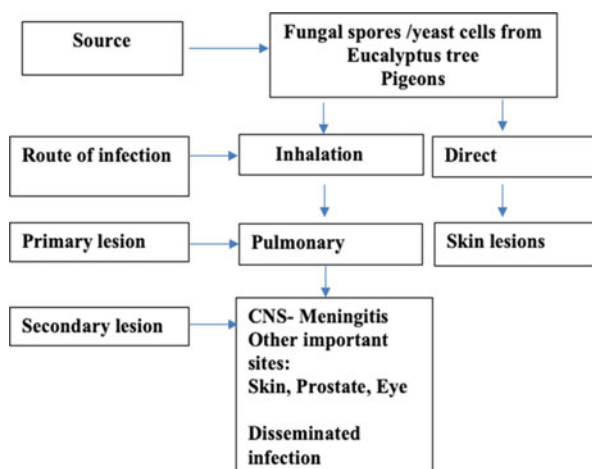 Source
Fungal spores /yeast cells from
Eucalyptus tree
Pigeons
Route of infection
Inhalation
Direct
Primary lesion
Pulmonary
Skin lesions
Secondary lesion
CNS- Meningitis
Other important
sites:
Skin, Prostate, Eye
Disseminated
infection